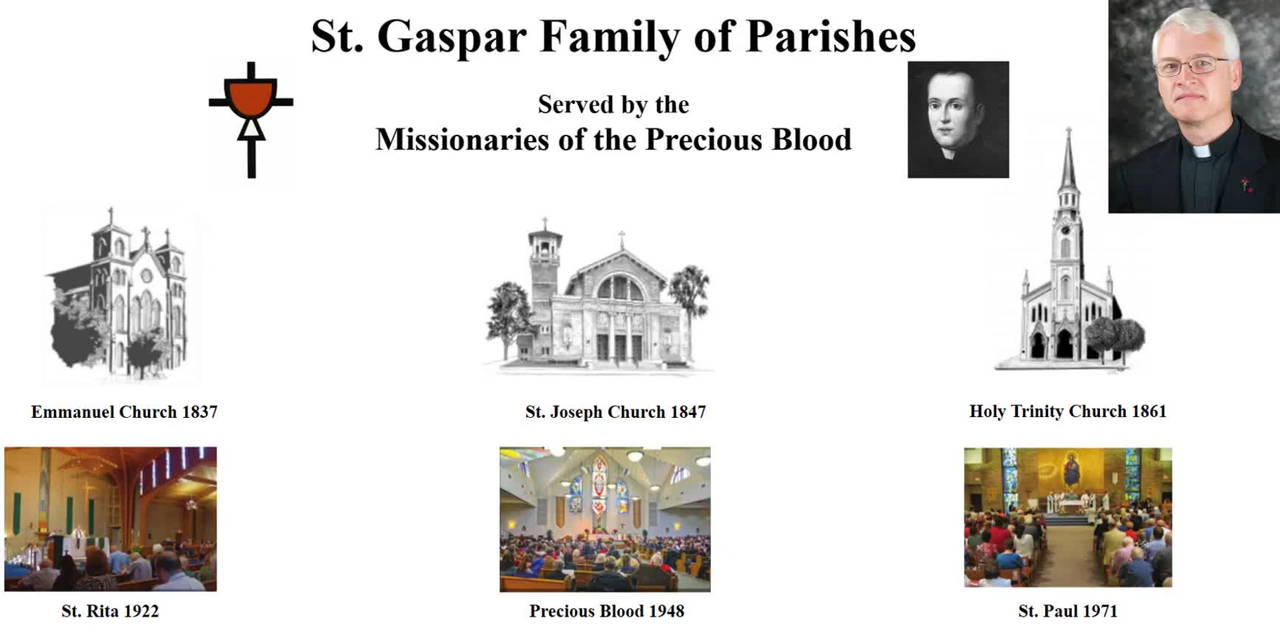 St. Gaspar Family of Parishes
Served by the
Missionaries of the Precious Blood
Emmanuel Church 1837
St. Joseph Church 1847
Holy Trinity Church 1861
St. Rita 1922
Precious Blood 1948
St. Paul 1971